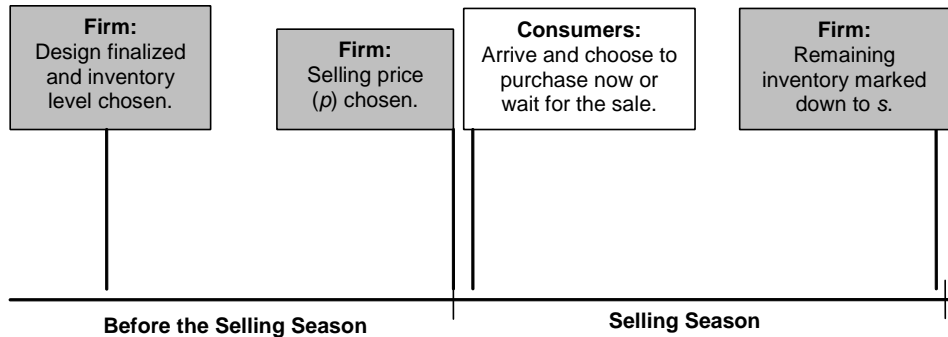 Firm:
Design finalized
and inventory
level chosen.
Firm:
Selling price
(p) chosen.
Consumers:
Arrive and choose to
purchase now or
wait for the sale.
Firm:
Remaining
inventory marked
down to s.
Before the Selling Season
Selling Season